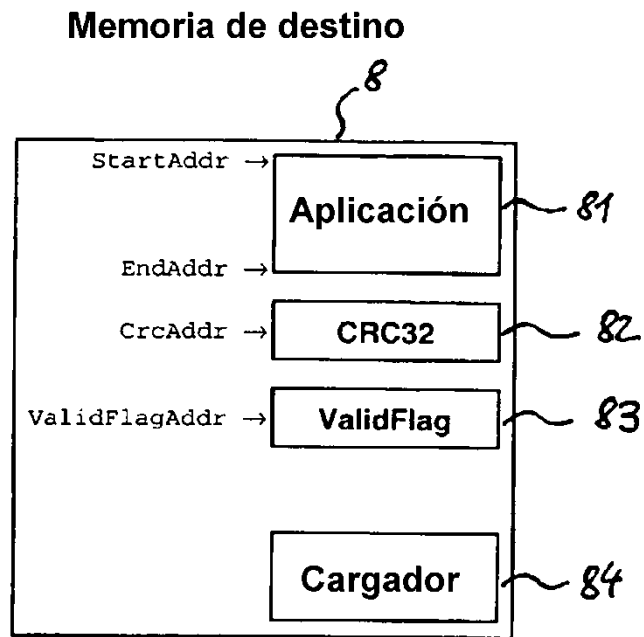 Memoria de destino
8
StartAddr →
Aplicación
81
EndAddr →
CrcAddr → CRC32 82
ValidFlagAddr → ValidFlag 83
Cargador 84